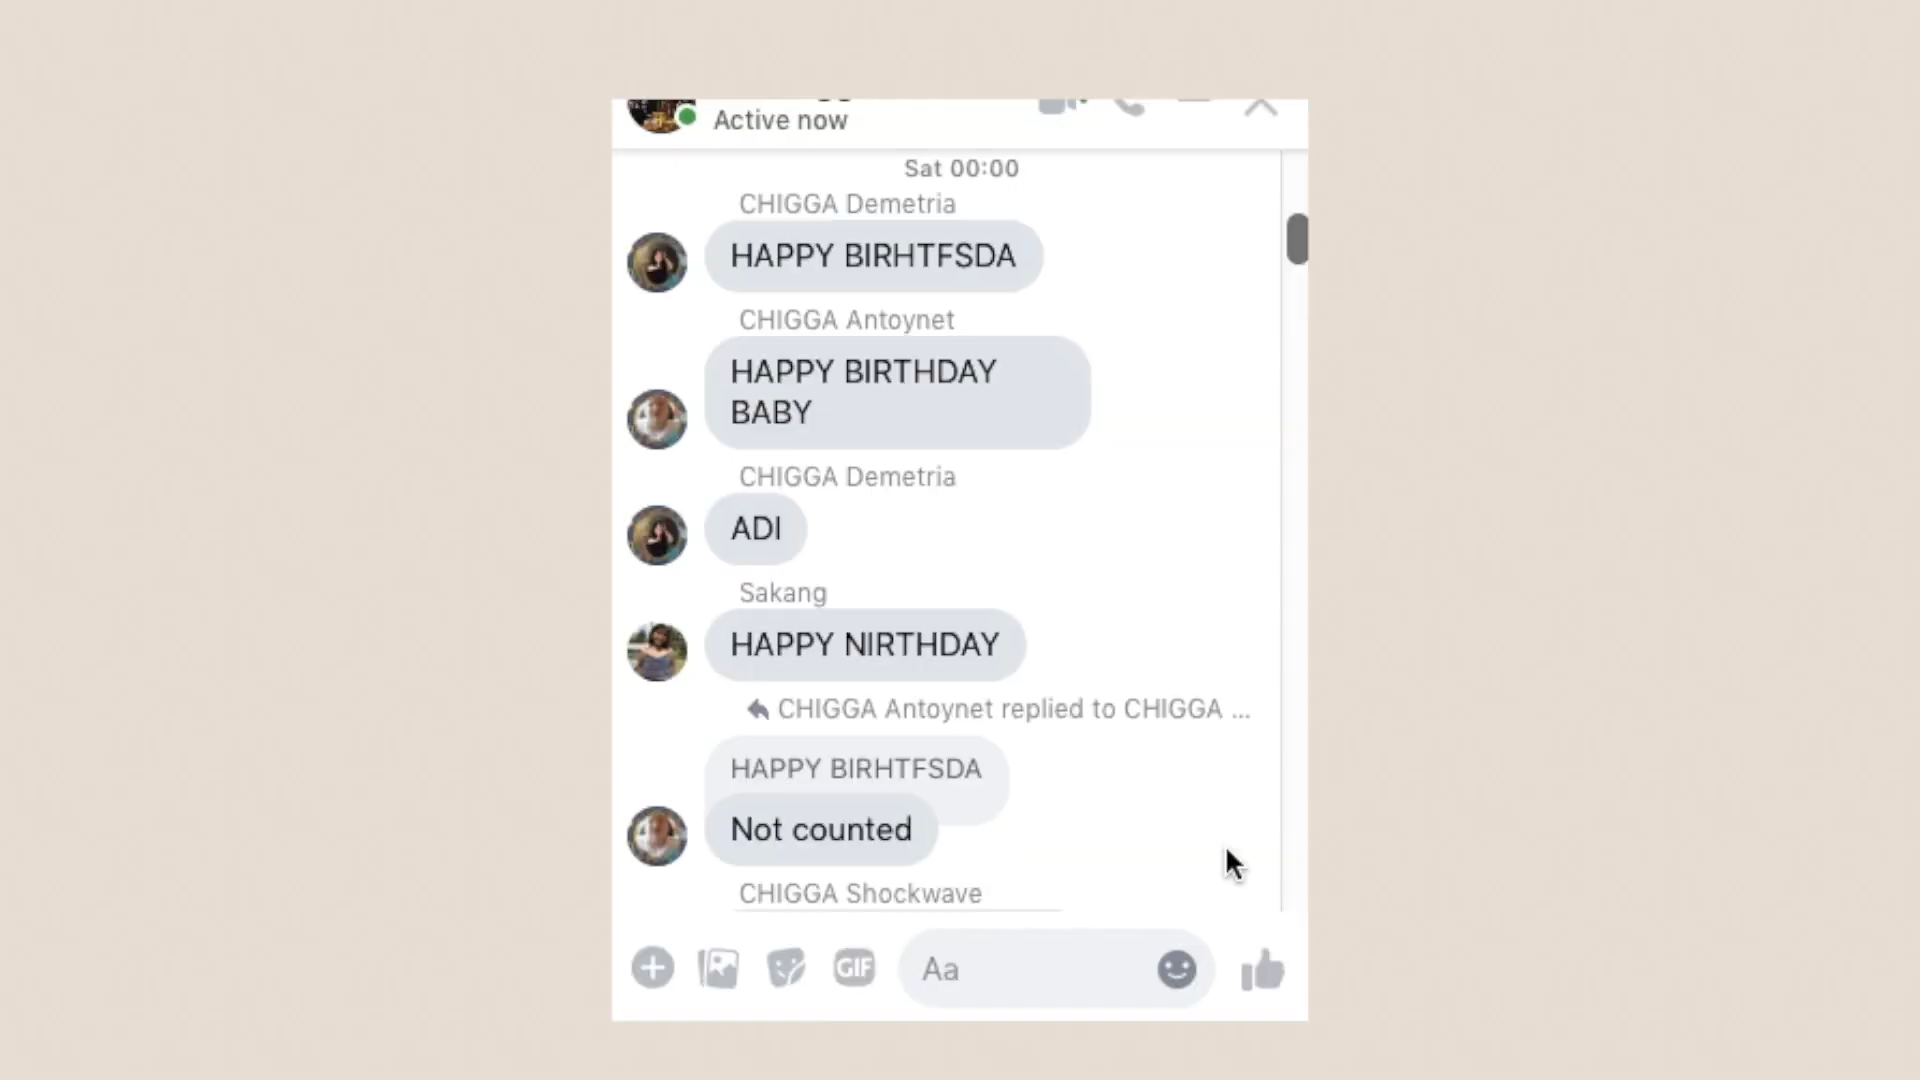 Active now
Sat 00:00
CHIGGA Demetria
HAPPY BIRHTFSDA
CHIGGA Antoynet
HAPPY BIRTHDAY
BABY
CHIGGA Demetria
ADI
Sakang
HAPPY NIRTHDAY
CHIGGA Antoynet replied to CHIGGA ...
HAPPY BIRHTFSDA
Not counted
CHIGGA Shockwave
GIF
Aa